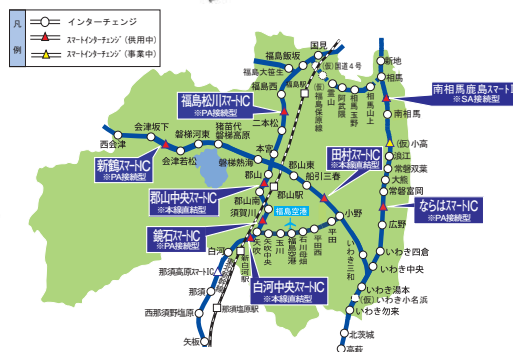 凡例
インターチェンジ
スマートインターチェンジ(供用中)
スマートインターチェンジ(事業中)
国見
福島飯坂
(仮)国道4号
新地
福島大笹生
福島駅
相馬
福島西
(仮)福島保原線
霊山
阿武隈
相馬玉野
相馬山上
南相馬鹿島スマートI
※SA接続型
福島松川スマートIC
※PA接続型
南相馬
二本松
会津坂下
磐梯河東
猪苗代
磐梯高原
(仮)小高
西会津
本宮
浪江
会津若松
磐梯熱海
郡山東
田村スマートIC
※本線直結型
常磐双葉
新鶴スマートIC
※PA接続型
郡山
船引三春
大熊
郡山中央スマートIC
※本線直結型
郡山駅
常磐富岡
郡山南
ならはスマートIC
※PA接続型
須賀川
福島空港
小野
鏡石スマートIC
※PA接続型
広野
矢吹
矢吹中央
玉川
福島空港
石川母畑
平田西
平田
いわき三和
いわき四倉
白河
新白河駅
いわき中央
那須高原スマートIC
東北新幹線
白河中央スマートIC
※本線直結型
那須
いわき湯本
(仮)いわき小名浜
西那須野塩原
那須塩原駅
いわき勿来
矢板
北茨城
高萩